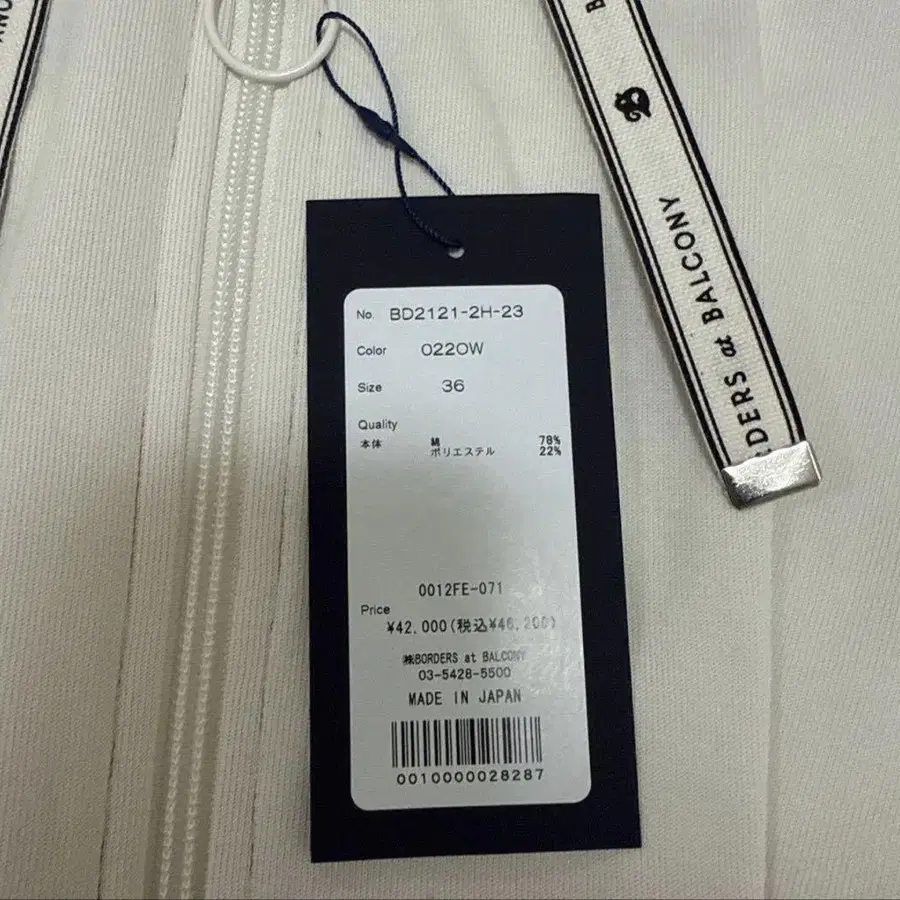 No. BD2121-2H-23
Color 022OW
Size 36
Quality
本体 綿 78%
ポリエステル 22%
0012FE-071
Price
¥42.000(税込¥46,200)
㈱BORDERS at BALCONY
03-5428-5500
MADE IN JAPAN
0010000028287
B
RDERS at BALCONY